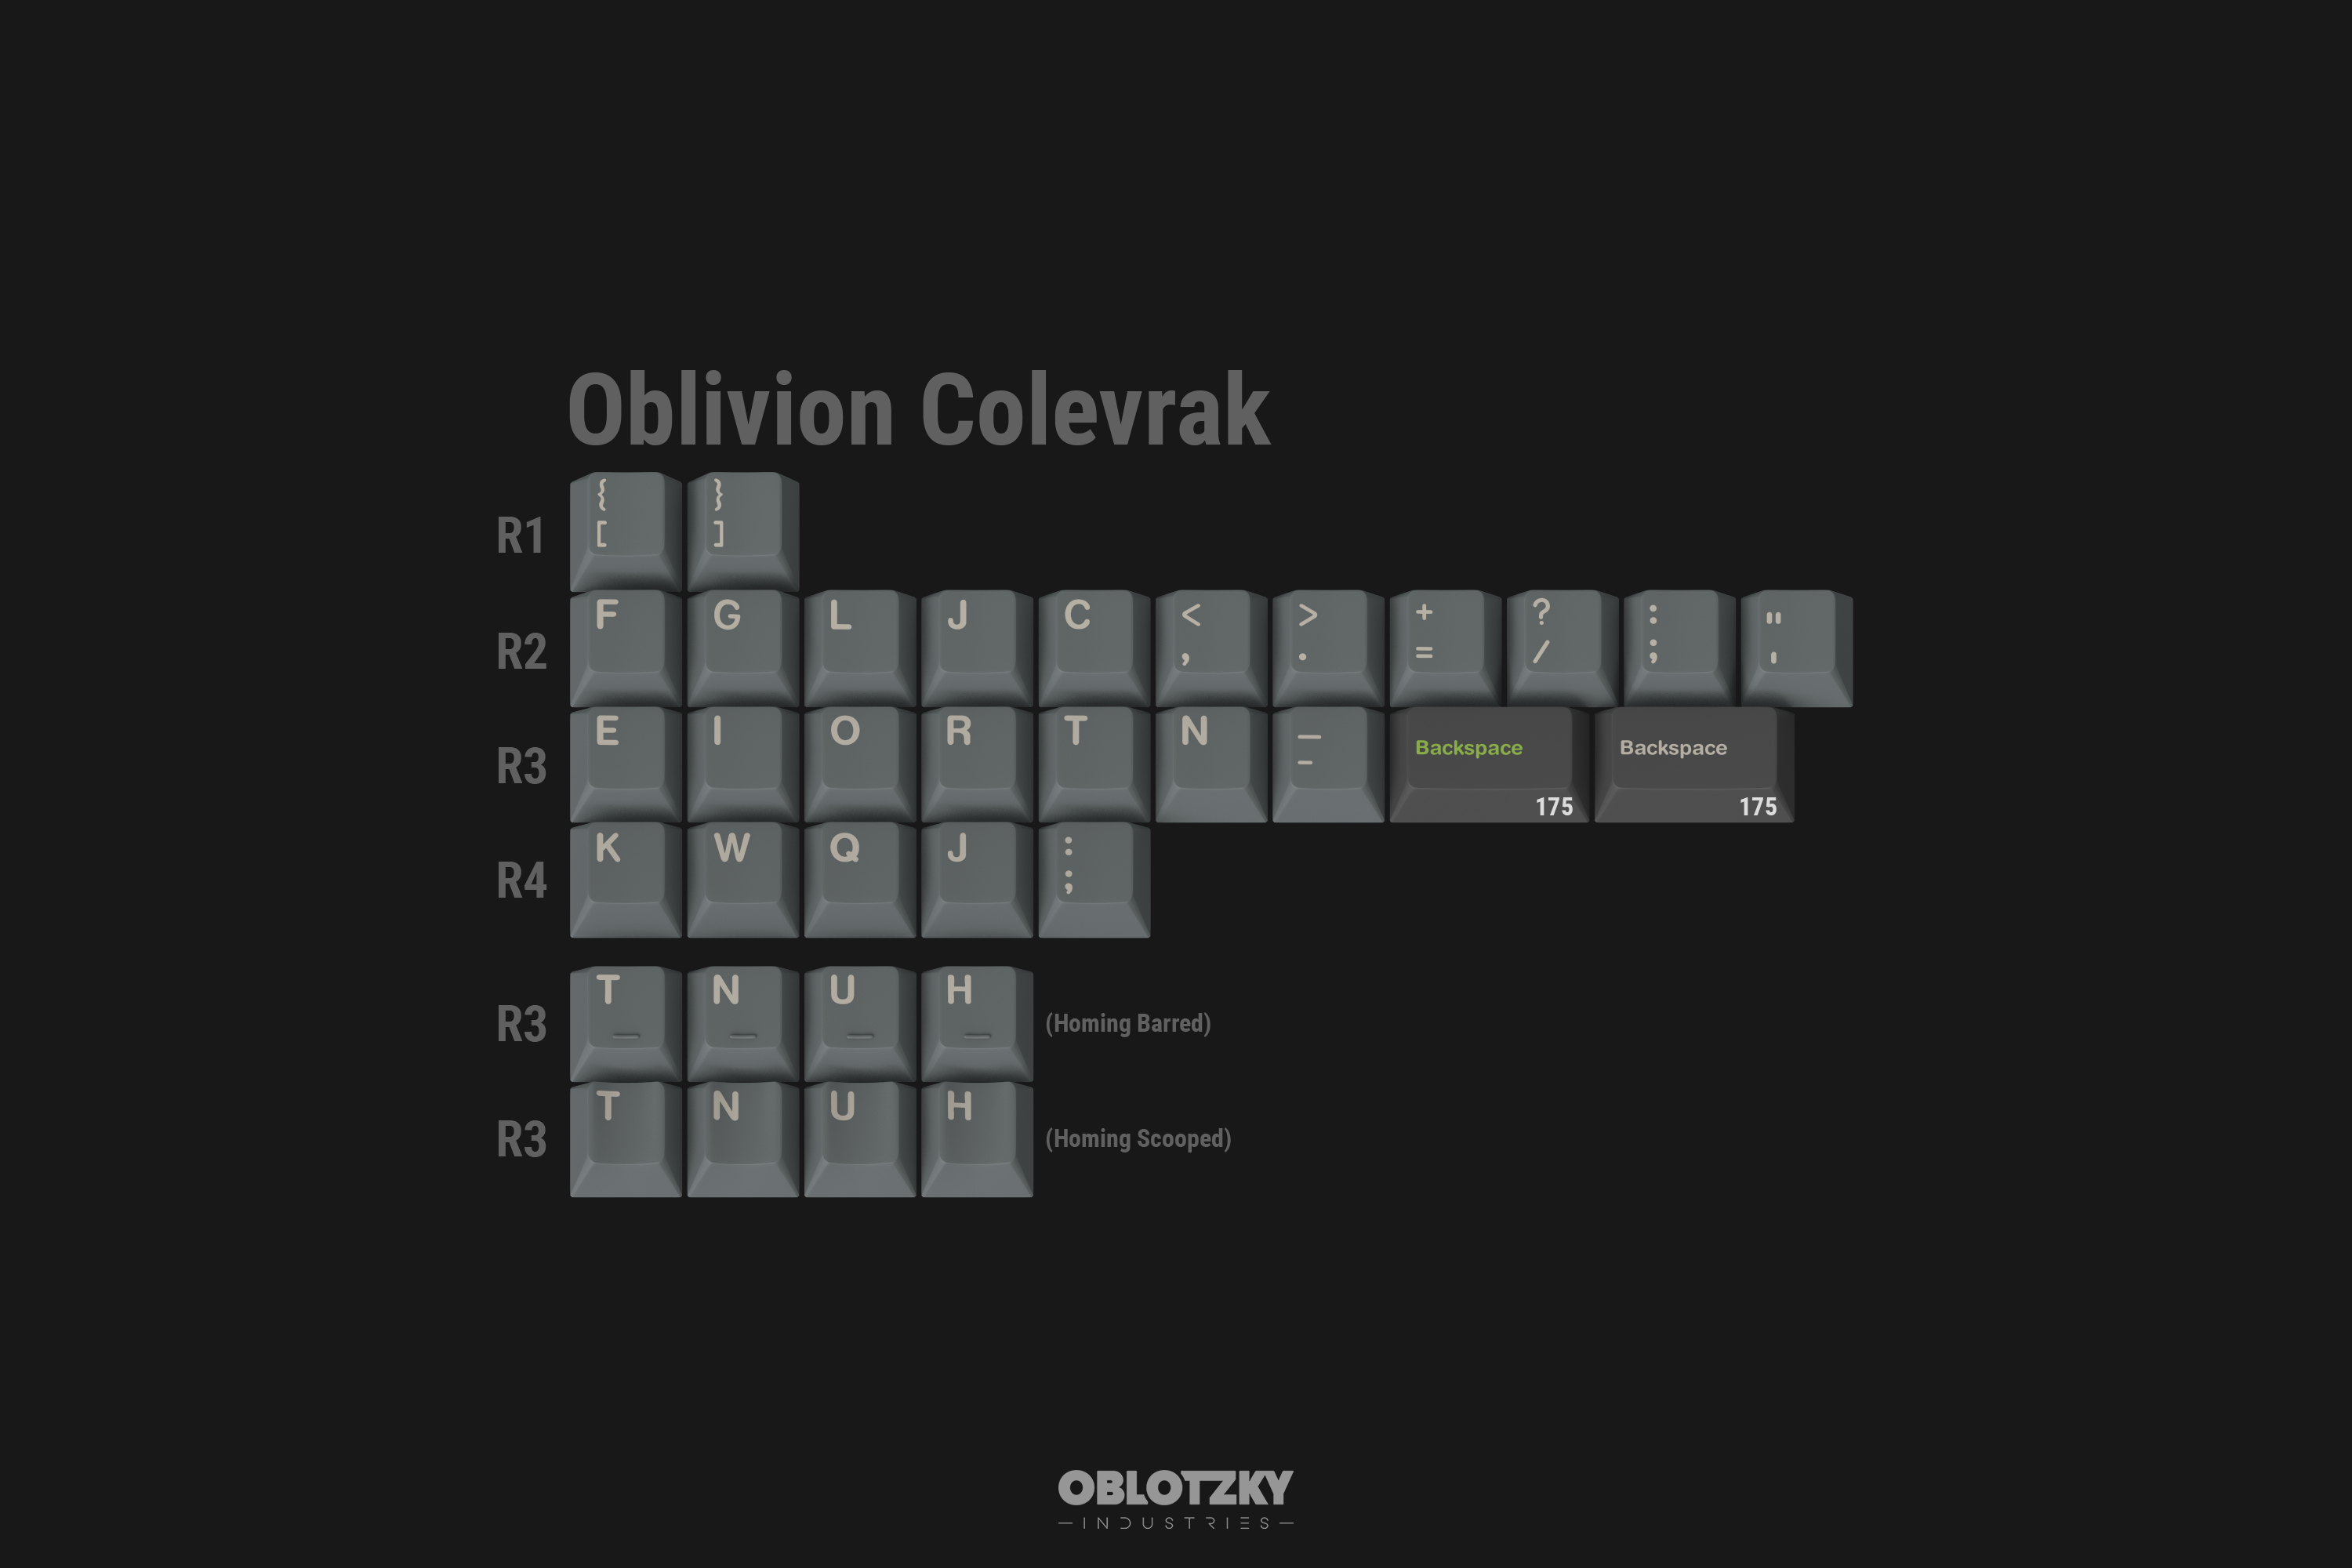 Oblivion Colevrak
R1 { [ } ]
R2 F G L J C < , > . + = ? / : ; " '
R3 E I O R T N _ - Backspace 175 Backspace 175
R4 K W Q J : ;
R3 T N U H (Homing Barred)
R3 T N U H (Homing Scooped)
OBLOTZKY
INDUSTRIES